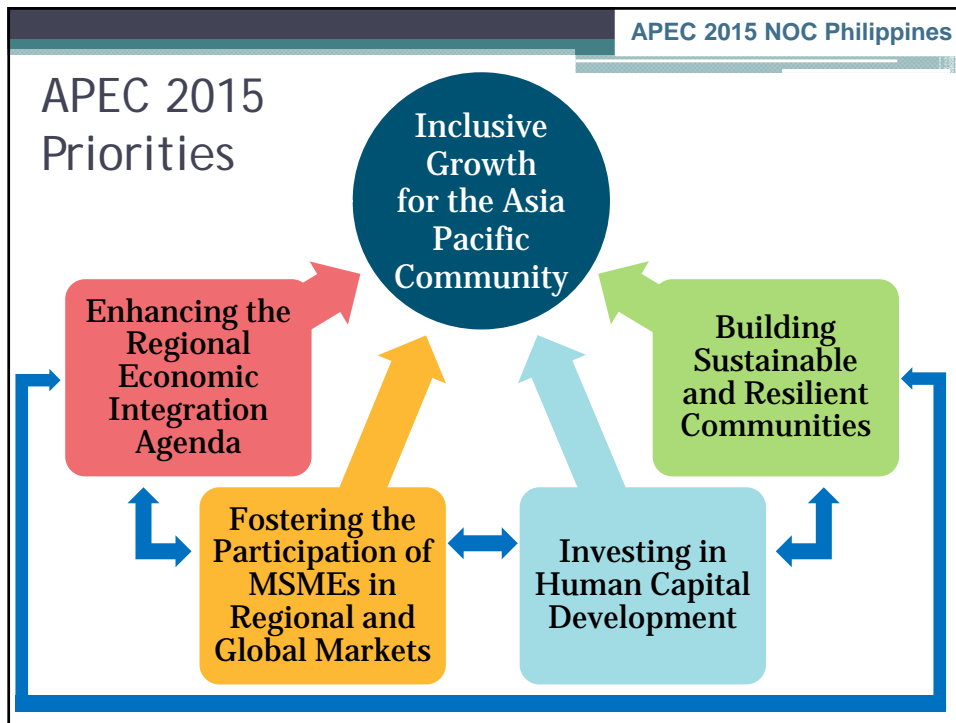 APEC 2015 NOC Philippines
APEC 2015
Priorities
Inclusive
Growth
for the Asia
Pacific
Community
Enhancing the
Regional
Economic
Integration
Agenda
Building
Sustainable
and Resilient
Communities
Fostering the
Participation of
MSMEs in
Regional and
Global Markets
Investing in
Human Capital
Development